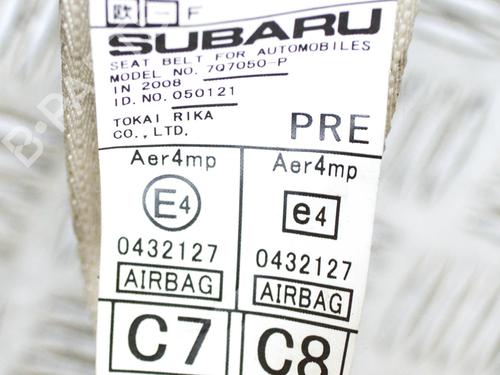 欧 — F
SUBARU
SEAT BELT FOR AUTOMOBILES
MODEL NO. 7Q7050-P
IN 2008
ID.NO. 050121
TOKAI RIKA
CO., LTD.
PRE
Aer4mp Aer4mp
E4 e4
0432127 0432127
AIRBAG AIRBAG
C7 C8
B-PA